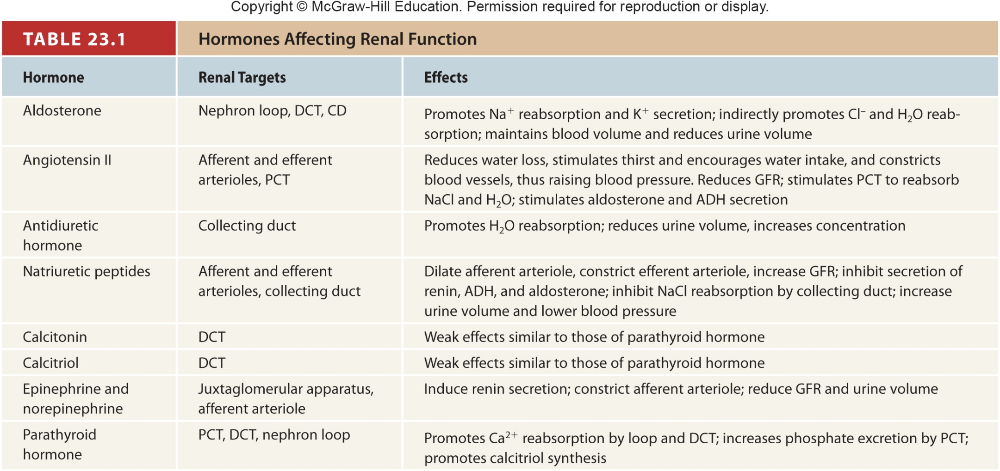 Copyright © McGraw-Hill Education. Permission required for reproduction or display.
TABLE 23.1
Hormones Affecting Renal Function
Hormone
Renal Targets
Effects
Aldosterone
Nephron loop, DCT, CD
Promotes Na⁺ reabsorption and K⁺ secretion; indirectly promotes Cl⁻ and H₂O reab-
sorption; maintains blood volume and reduces urine volume
Angiotensin II
Afferent and efferent
arterioles, PCT
Reduces water loss, stimulates thirst and encourages water intake, and constricts
blood vessels, thus raising blood pressure. Reduces GFR; stimulates PCT to reabsorb
NaCl and H₂O; stimulates aldosterone and ADH secretion
Antidiuretic
hormone
Collecting duct
Promotes H₂O reabsorption; reduces urine volume, increases concentration
Natriuretic peptides
Afferent and efferent
arterioles, collecting duct
Dilate afferent arteriole, constrict efferent arteriole, increase GFR; inhibit secretion of
renin, ADH, and aldosterone; inhibit NaCl reabsorption by collecting duct; increase
urine volume and lower blood pressure
Calcitonin
DCT
Weak effects similar to those of parathyroid hormone
Calcitriol
DCT
Weak effects similar to those of parathyroid hormone
Epinephrine and
norepinephrine
Juxtaglomerular apparatus,
afferent arteriole
Induce renin secretion; constrict afferent arteriole; reduce GFR and urine volume
Parathyroid
hormone
PCT, DCT, nephron loop
Promotes Ca²⁺ reabsorption by loop and DCT; increases phosphate excretion by PCT;
promotes calcitriol synthesis